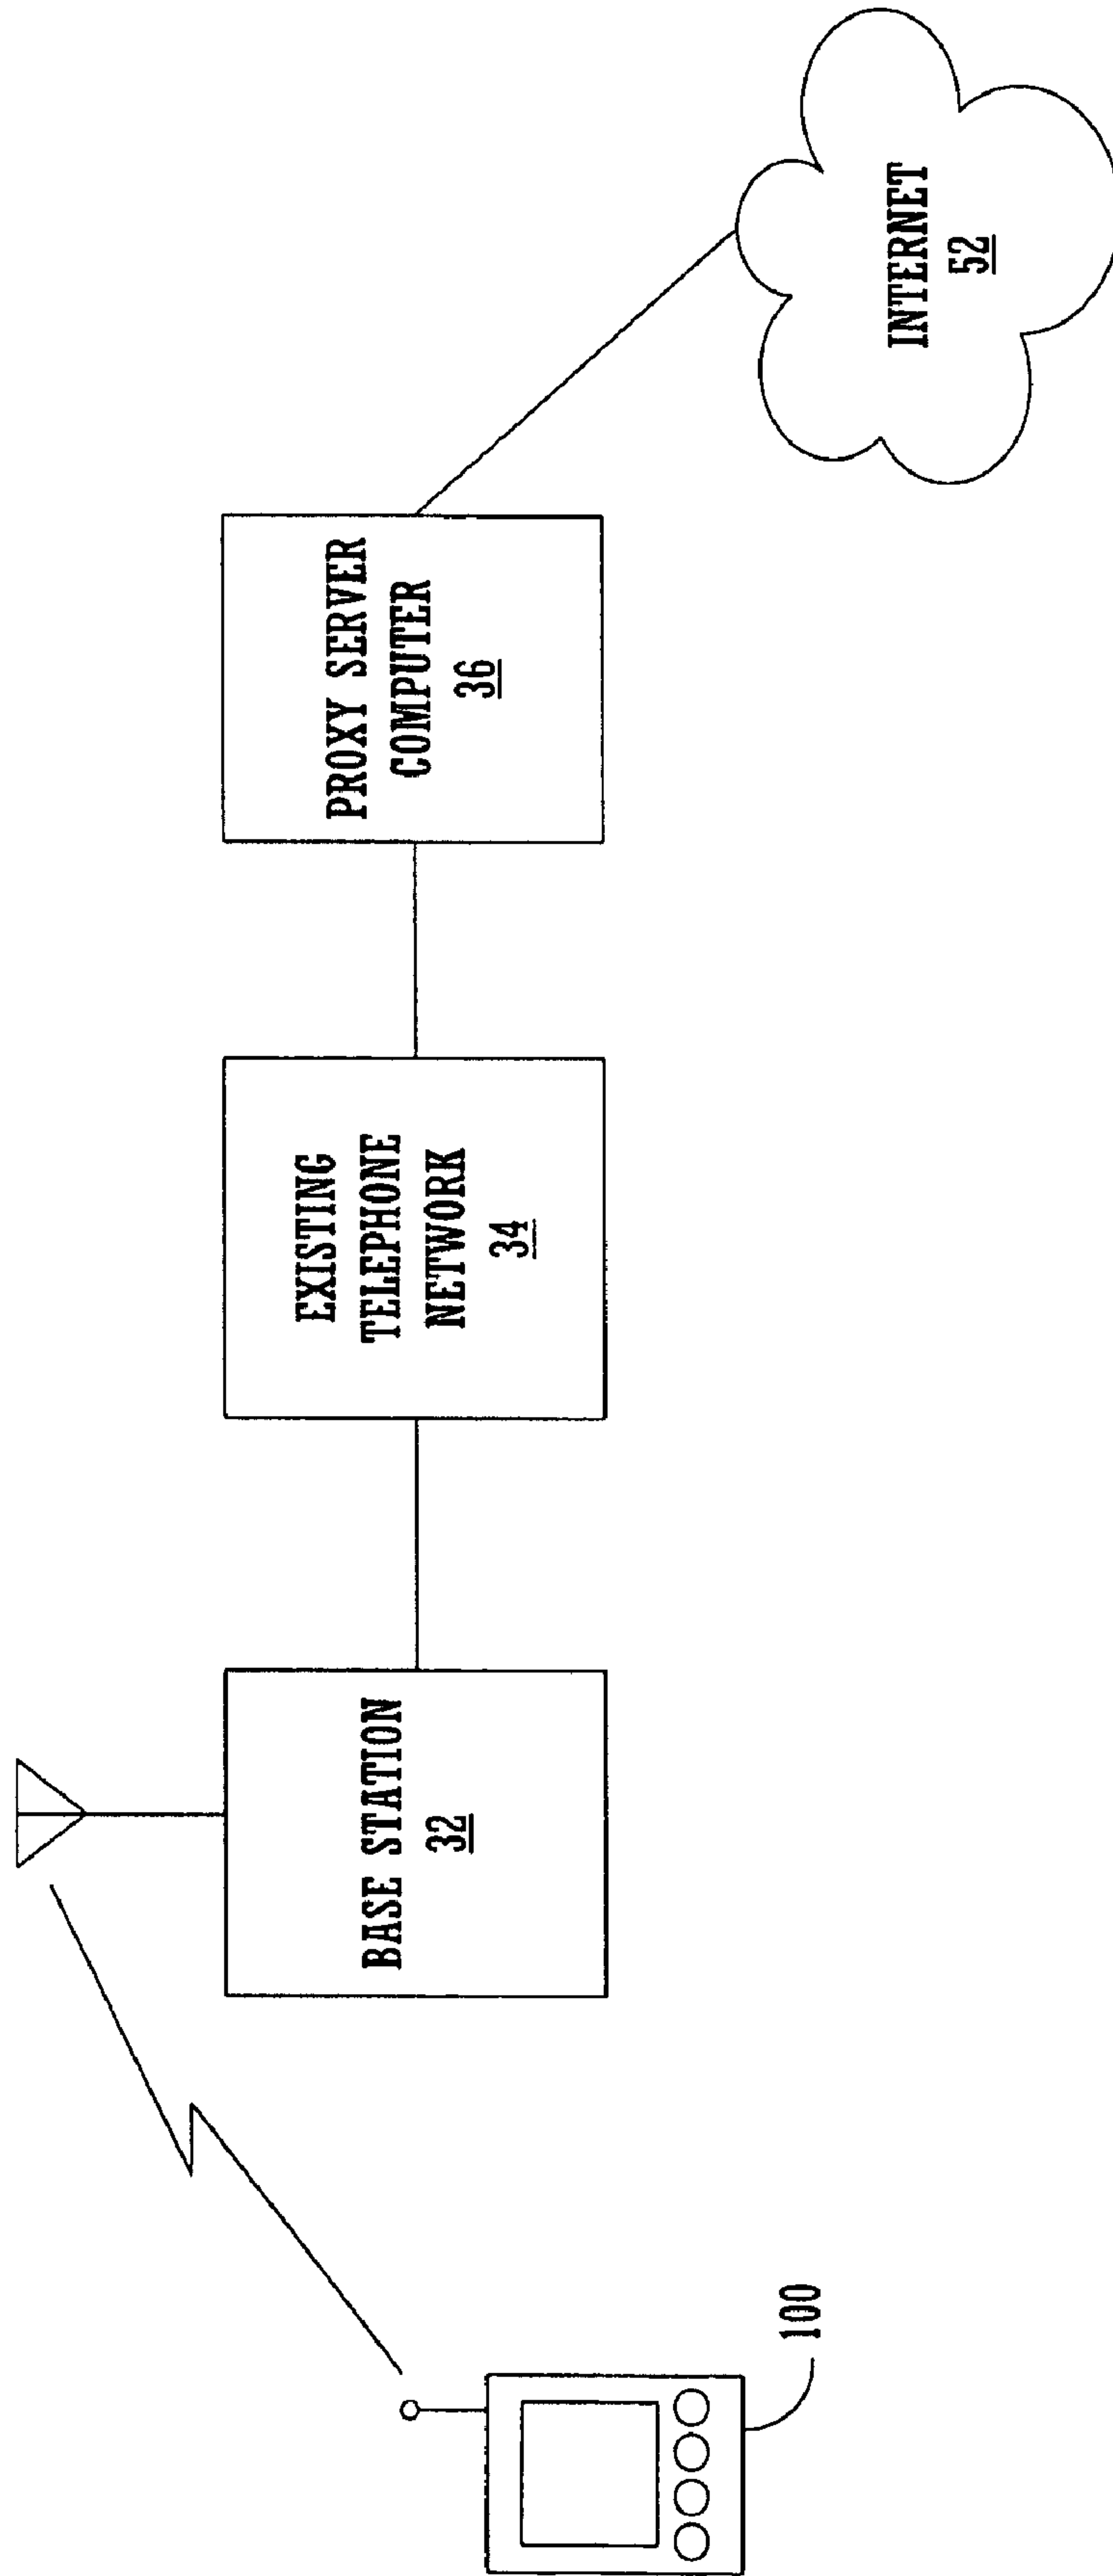 100
BASE STATION
32
EXISTING
TELEPHONE
NETWORK
34
PROXY SERVER
COMPUTER
36
INTERNET
52